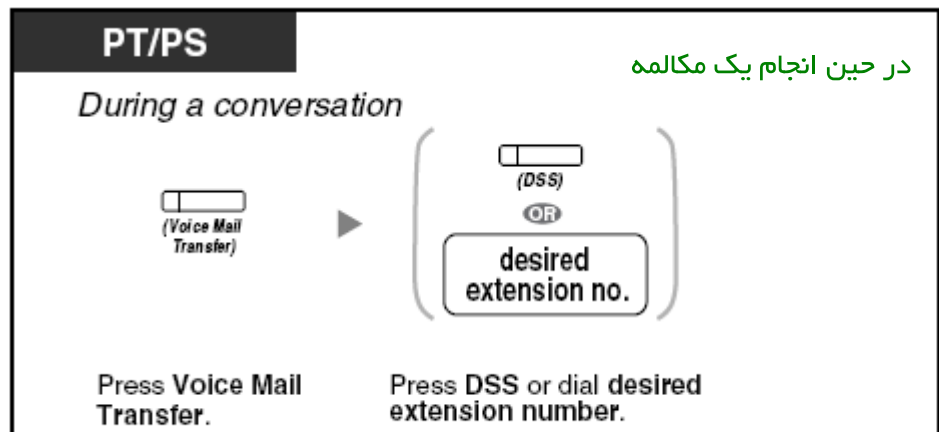 PT/PS
در حین انجام یک مکالمه
During a conversation
(Voice Mail
Transfer)
(DSS)
OR
desired
extension no.
Press Voice Mail
Transfer.
Press DSS or dial desired
extension number.